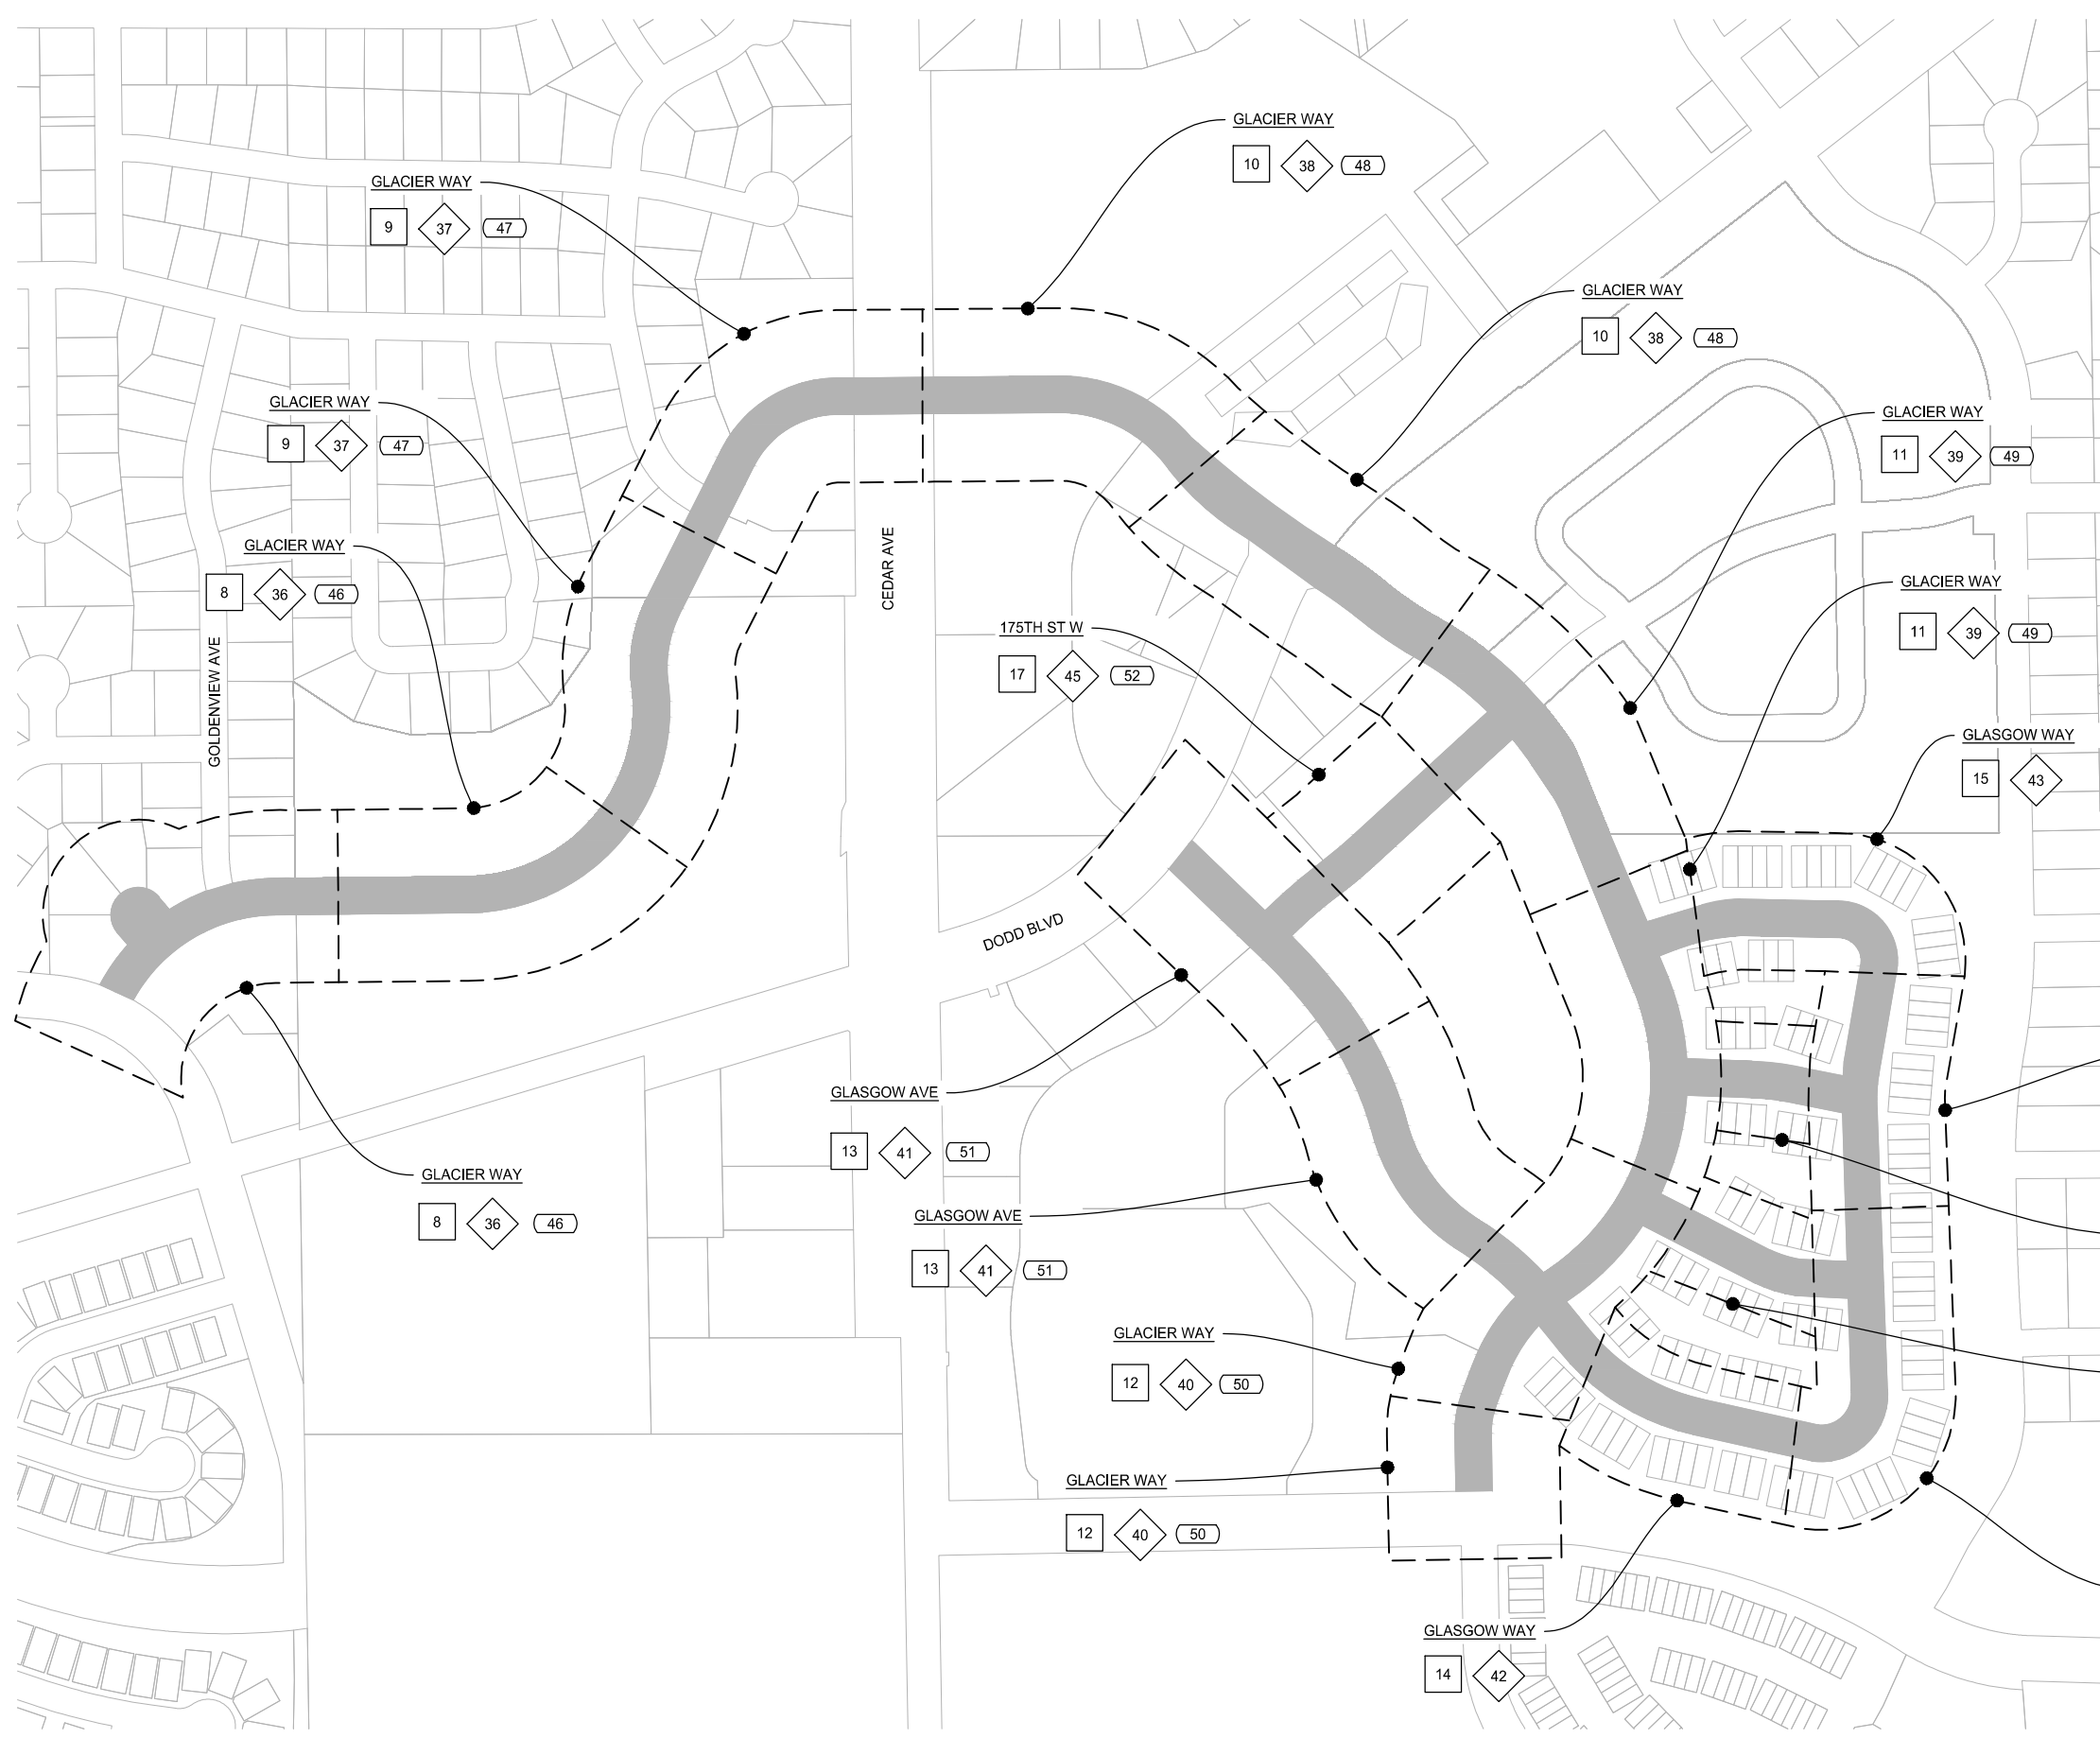 GLACIER WAY
10 38 48
GLACIER WAY
9 37 47
GLACIER WAY
10 38 48
GLACIER WAY
9 37 47
GLACIER WAY
11 39 49
GLACIER WAY
8 36 46
CEDAR AVE
GLACIER WAY
11 39 49
175TH ST W
17 45 52
GOLDENVIEW AVE
GLASGOW WAY
15 43
DODD BLVD
GLASGOW AVE
13 41 51
GLACIER WAY
8 36 46
GLASGOW AVE
13 41 51
GLACIER WAY
12 40 50
GLACIER WAY
12 40 50
GLASGOW WAY
14 42